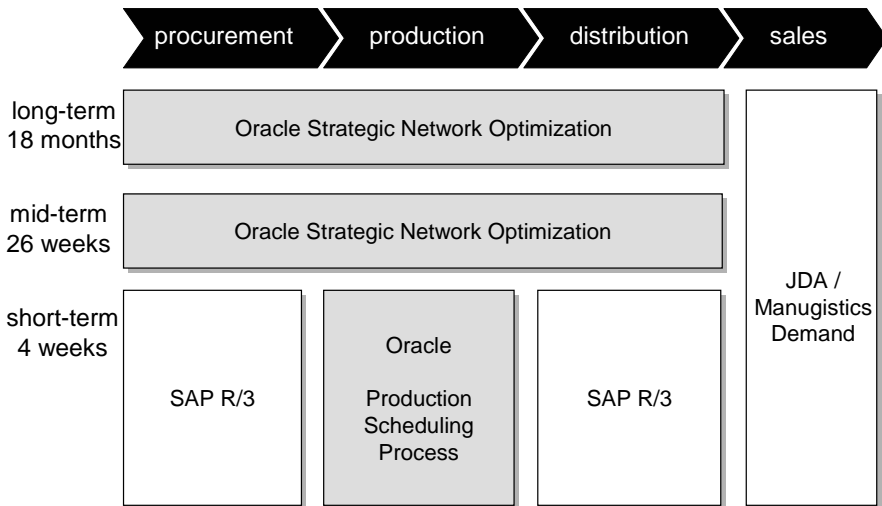 procurement
production
distribution
sales
long-term
18 months
Oracle Strategic Network Optimization
mid-term
26 weeks
Oracle Strategic Network Optimization
short-term
4 weeks
SAP R/3
Oracle
Production
Scheduling
Process
SAP R/3
JDA /
Manugistics
Demand